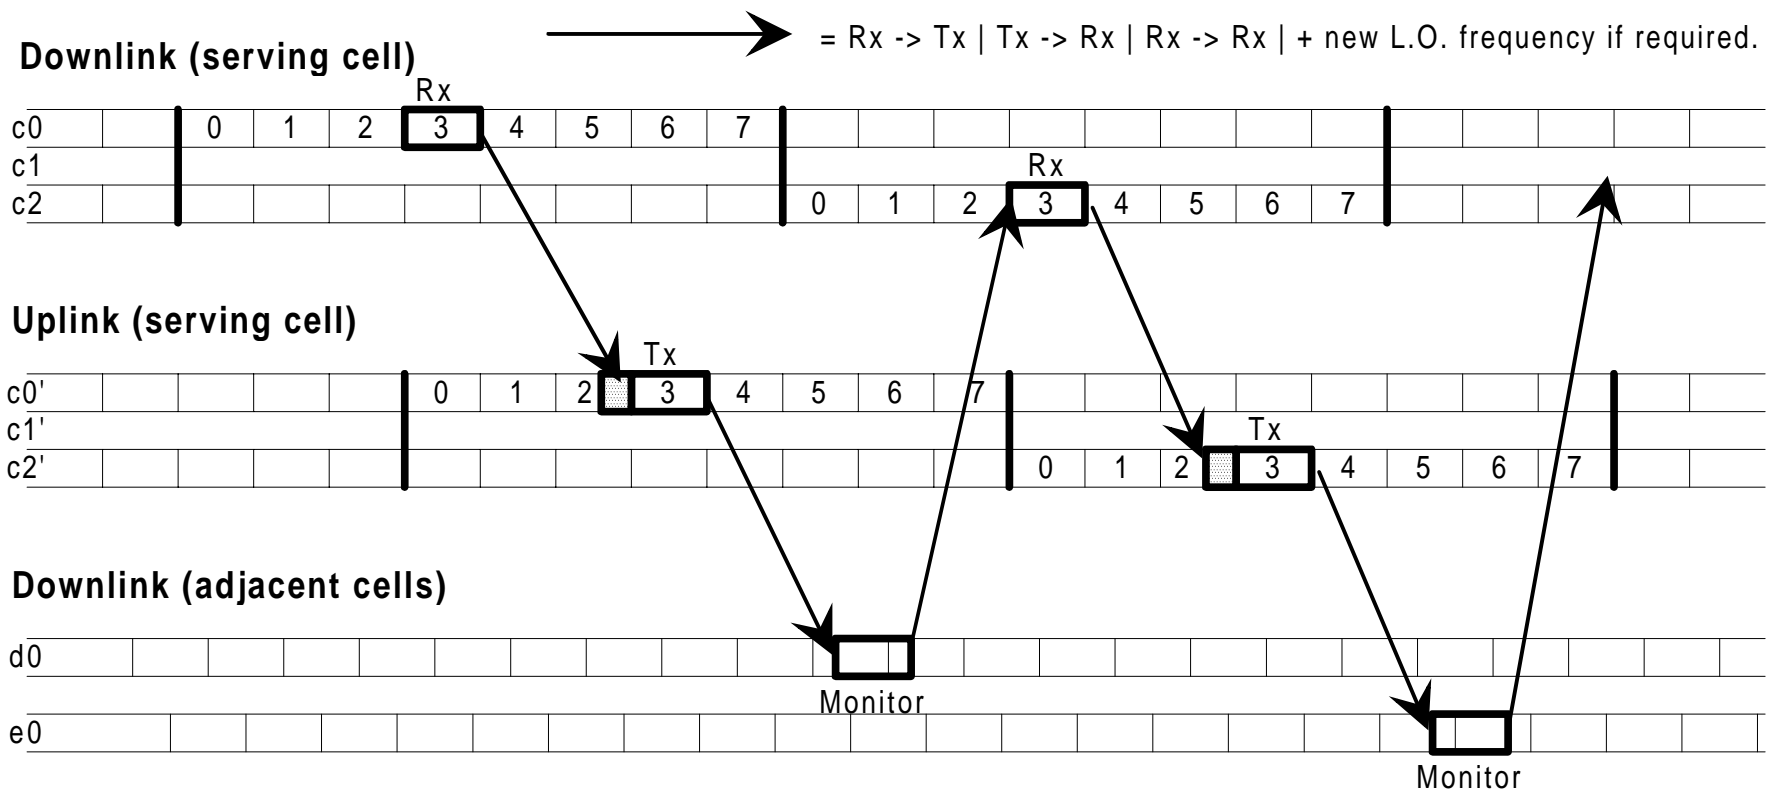 = Rx -> Tx | Tx -> Rx | Rx -> Rx | + new L.O. frequency if required.
Downlink (serving cell)
Rx
c0 0 1 2 3 4 5 6 7
c1 Rx
c2 0 1 2 3 4 5 6 7
Uplink (serving cell)
Tx
c0' 0 1 2 3 4 5 6 7
c1' Tx
c2' 0 1 2 3 4 5 6 7
Downlink (adjacent cells)
d0
Monitor
e0
Monitor